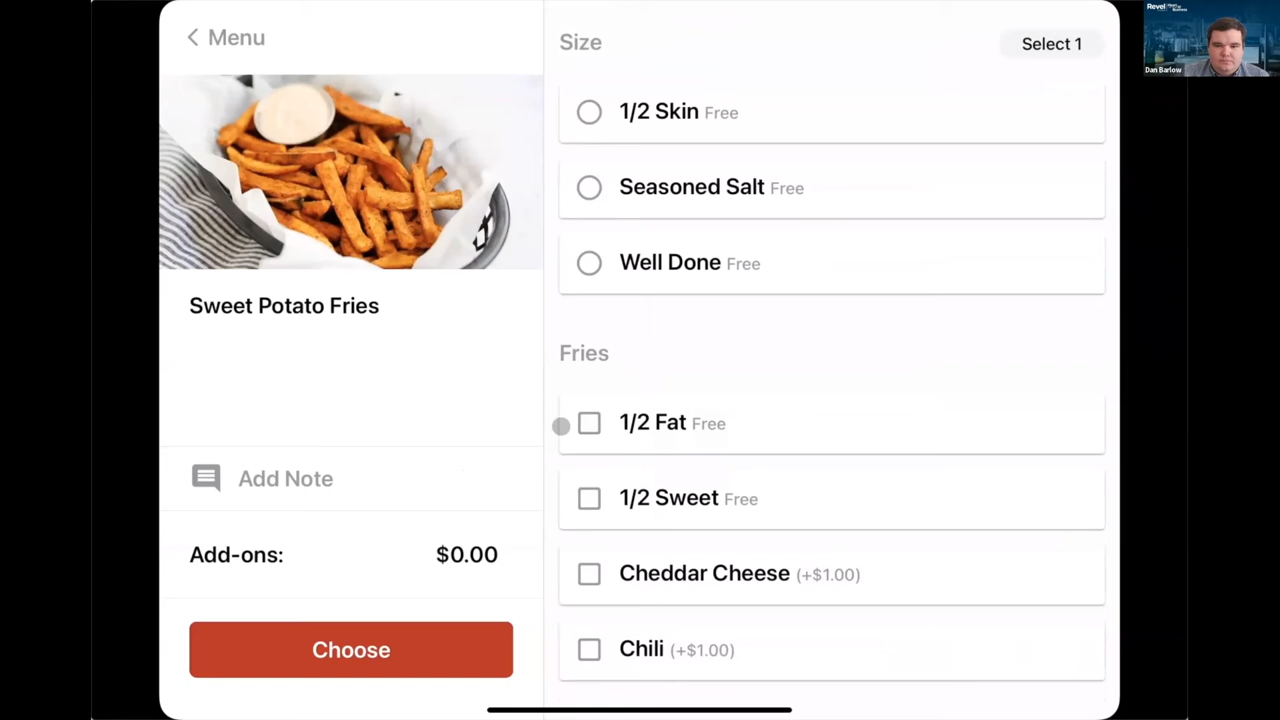 Menu
Sweet Potato Fries
Add Note
Add-ons: $0.00
Choose
Size
Select 1
1/2 Skin Free
Seasoned Salt Free
Well Done Free
Fries
1/2 Fat Free
1/2 Sweet Free
Cheddar Cheese (+$1.00)
Chili (+$1.00)
Revel
Dan Barlow